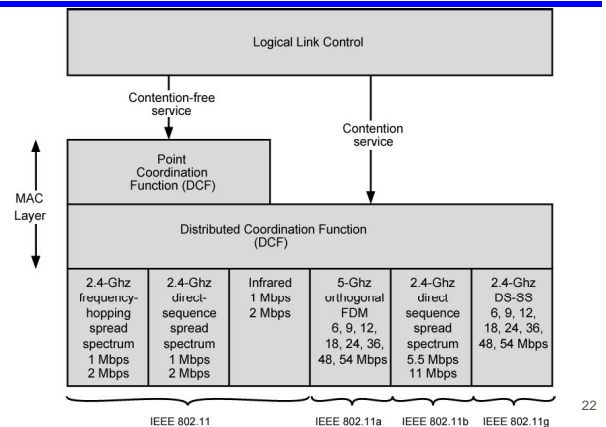 Logical Link Control
Contention-free
service
Contention
service
Point
Coordination
Function (DCF)
MAC
Layer
Distributed Coordination Function
(DCF)
2.4-Ghz
frequency-
hopping
spread
spectrum
1 Mbps
2 Mbps
2.4-Ghz
direct-
sequence
spread
spectrum
1 Mbps
2 Mbps
Infrared
1 Mbps
2 Mbps
5-Ghz
orthogonal
FDM
6, 9, 12,
18, 24, 36,
48, 54 Mbps
2.4-Ghz
direct
sequence
spread
spectrum
5.5 Mbps
11 Mbps
2.4-Ghz
DS-SS
6, 9, 12,
18, 24, 36,
48, 54 Mbps
IEEE 802.11
IEEE 802.11a
IEEE 802.11b
IEEE 802.11g
22